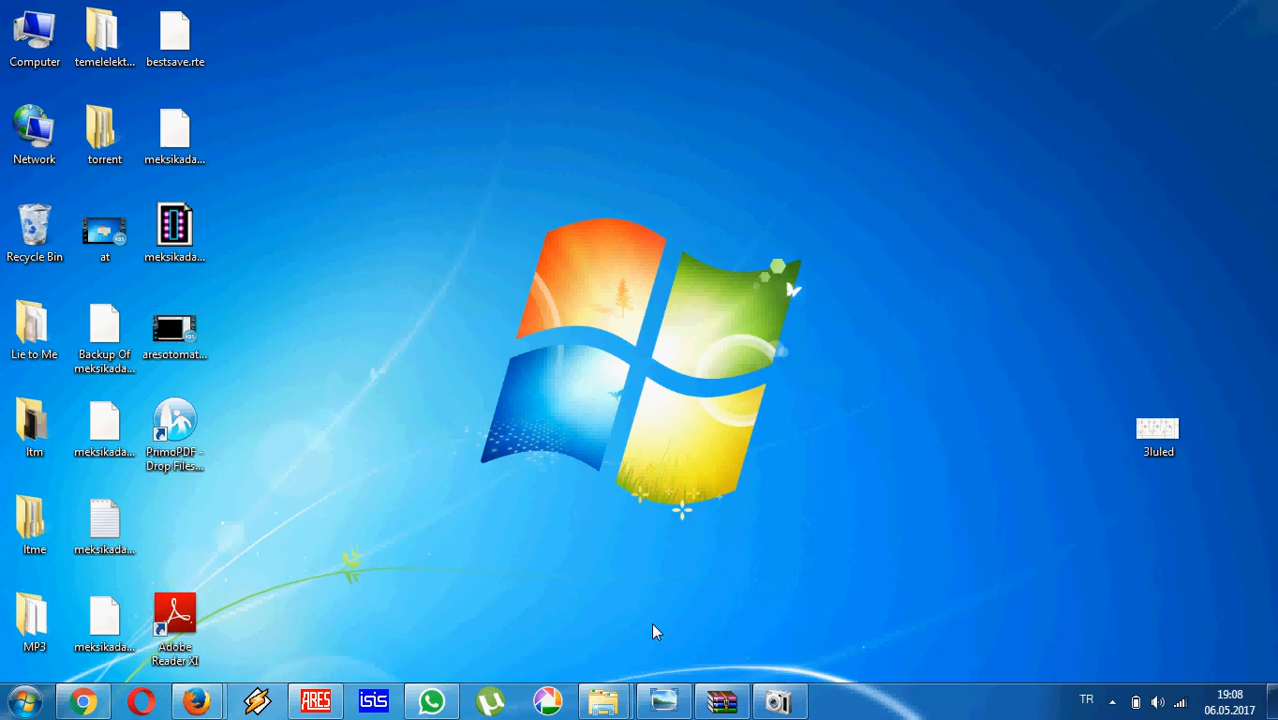 Computer
temelelekt...
bestsave.rte
Network
torrent
meksikada...
Recycle Bin
at
meksikada...
Lie to Me
Backup Of
meksikada...
aresotomat...
ltm
meksikada...
PrimoPDF -
Drop Files...
ltme
meksikada...
MP3
meksikada...
Adobe
Reader XI
3luled
ARES
isis
TR
19:08
06.05.2017